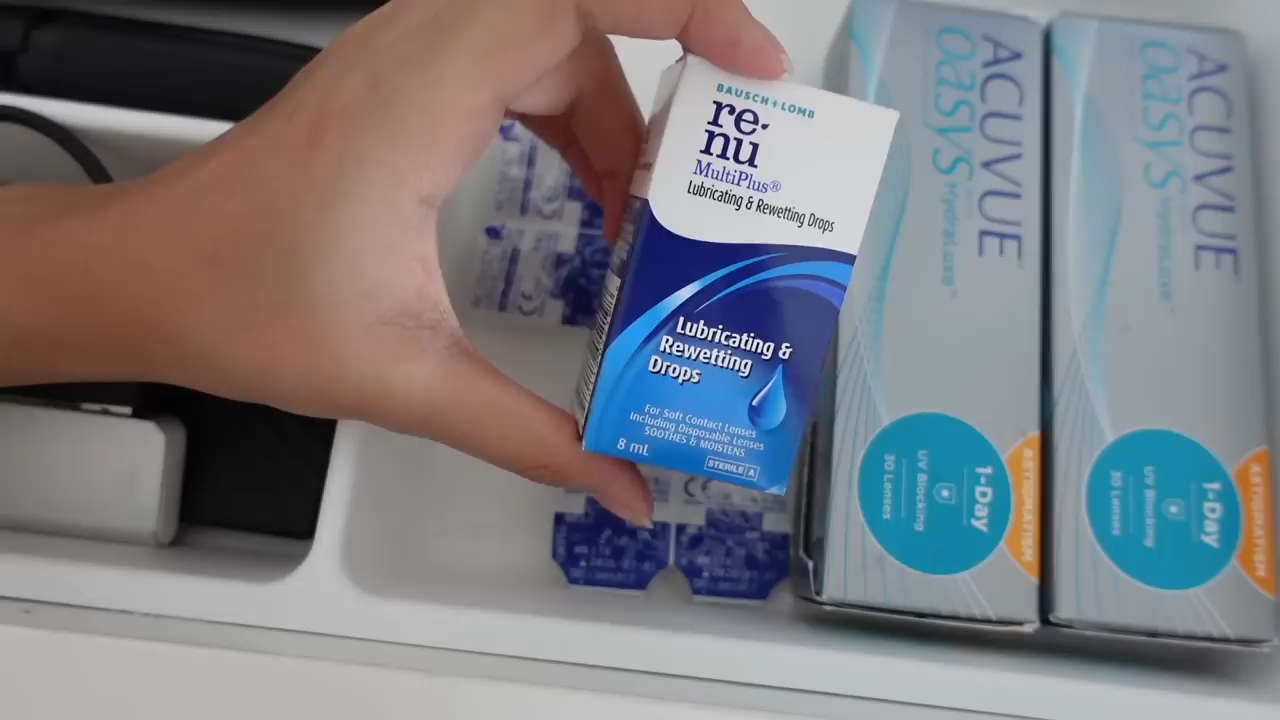 BAUSCH + LOMB
re
nu
MultiPlus®
Lubricating & Rewetting Drops
Lubricating &
Rewetting
Drops
For Soft Contact Lenses
Including Disposable Lenses
SOOTHES & MOISTENS
8 mL
STERILE A
ACUVUE
OASYS
HydraLuxe™
1-Day
UV Blocking
30 Lenses
ASTIGMATISM
ACUVUE
OASYS
HydraLuxe
1-Day
UV Blocking
30 Lenses
ASTIGMATISM